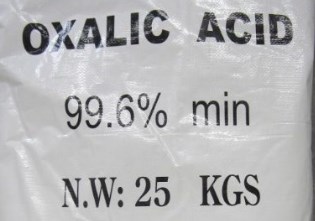 OXALIC ACID
99.6% min
N.W: 25 KGS